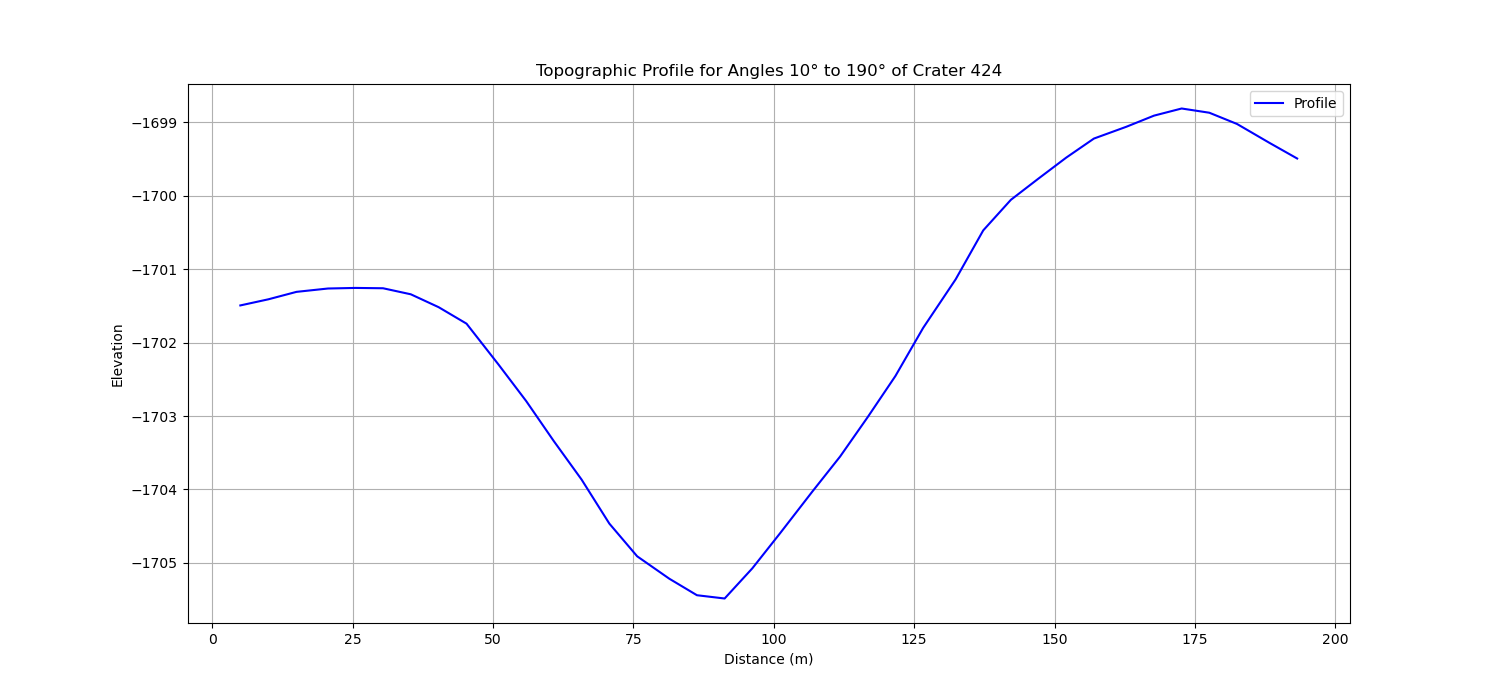 Topographic Profile for Angles 10° to 190° of Crater 424
Profile
−1699
−1700
−1701
−1702
−1703
−1704
−1705
Elevation
0 25 50 75 100 125 150 175 200
Distance (m)